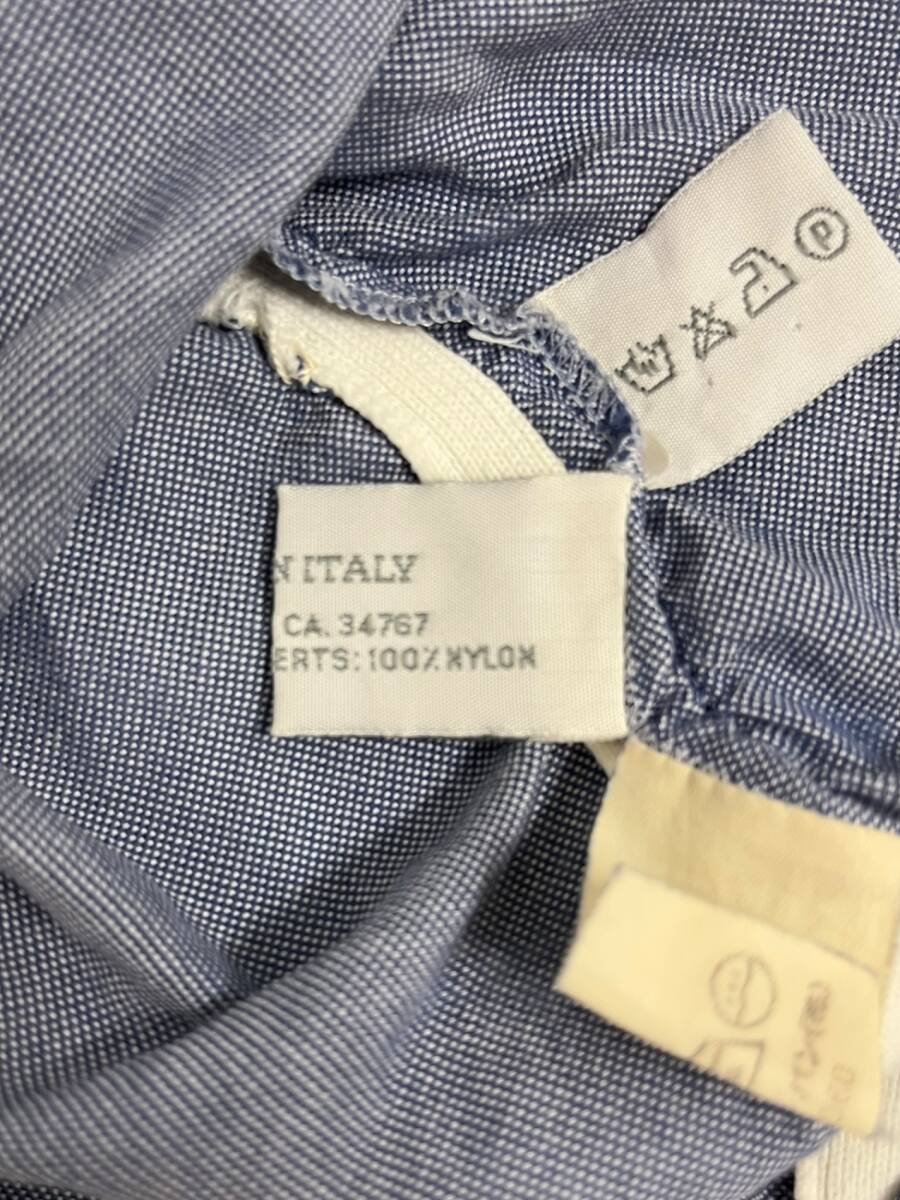 P
N ITALY
CA. 34767
ERTS: 100% NYLON